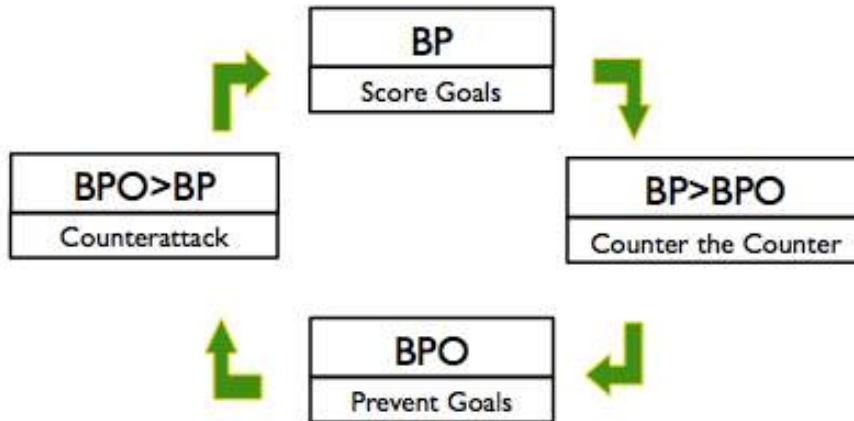 BP
Score Goals
BPO>BP
Counterattack
BP>BPO
Counter the Counter
BPO
Prevent Goals